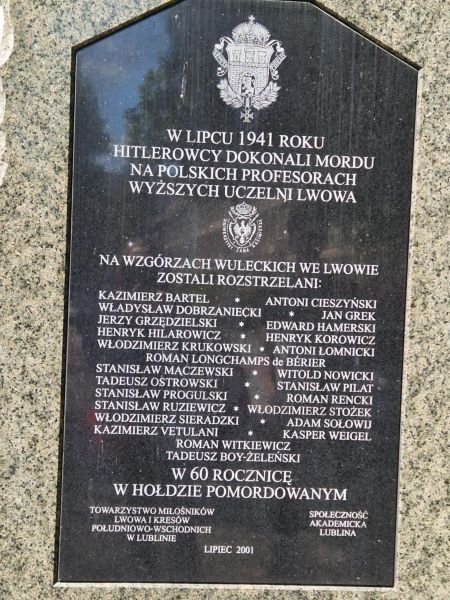 W LIPCU 1941 ROKU
HITLEROWCY DOKONALI MORDU
NA POLSKICH PROFESORACH
WYŻSZYCH UCZELNI LWOWA
NA WZGÓRZACH WULECKICH WE LWOWIE
ZOSTALI ROZSTRZELANI:
KAZIMIERZ BARTEL * ANTONI CIESZYŃSKI
WŁADYSŁAW DOBRZANIECKI * JAN GREK
JERZY GRZĘDZIELSKI * EDWARD HAMERSKI
HENRYK HILAROWICZ * HENRYK KOROWICZ
WŁODZIMIERZ KRUKOWSKI * ANTONI ŁOMNICKI
ROMAN LONGCHAMPS de BÉRIER
STANISŁAW MĄCZEWSKI * WITOLD NOWICKI
TADEUSZ OSTROWSKI * STANISŁAW PILAT
STANISŁAW PROGULSKI * ROMAN RENCKI
STANISŁAW RUZIEWICZ * WŁODZIMIERZ STOŻEK
WŁODZIMIERZ SIERADZKI * ADAM SOŁOWIJ
KAZIMIERZ VETULANI * KASPER WEIGEL
ROMAN WITKIEWICZ
TADEUSZ BOY-ŻELEŃSKI
W 60 ROCZNICĘ
W HOŁDZIE POMORDOWANYM
TOWARZYSTWO MIŁOŚNIKÓW
LWOWA I KRESÓW
POŁUDNIOWO-WSCHODNICH
W LUBLINIE
SPOŁECZNOŚĆ
AKADEMICKA
LUBLINA
LIPIEC 2001